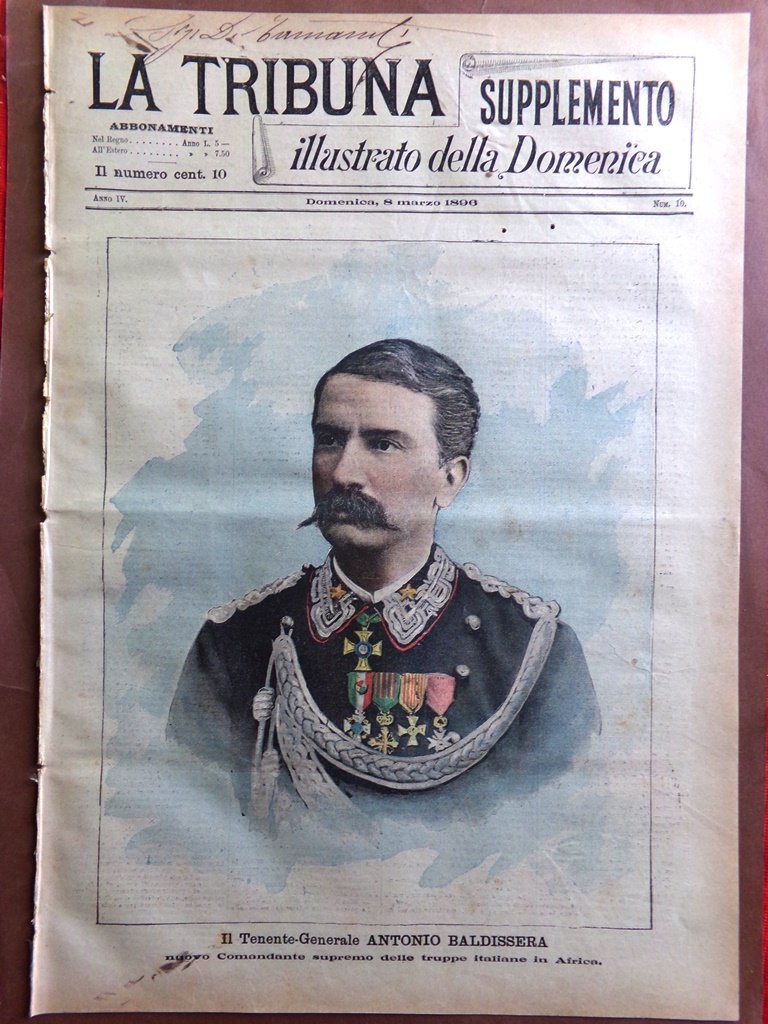 LA TRIBUNA
SUPPLEMENTO
illustrato della Domenica
ABBONAMENTI
Nel Regno........ Anno L. 5 —
All'Estero........ » » 7.50
Il numero cent. 10
Anno IV.
Domenica, 8 marzo 1896
Num. 10.
Il Tenente-Generale ANTONIO BALDISSERA
nuovo Comandante supremo delle truppe italiane in Africa.